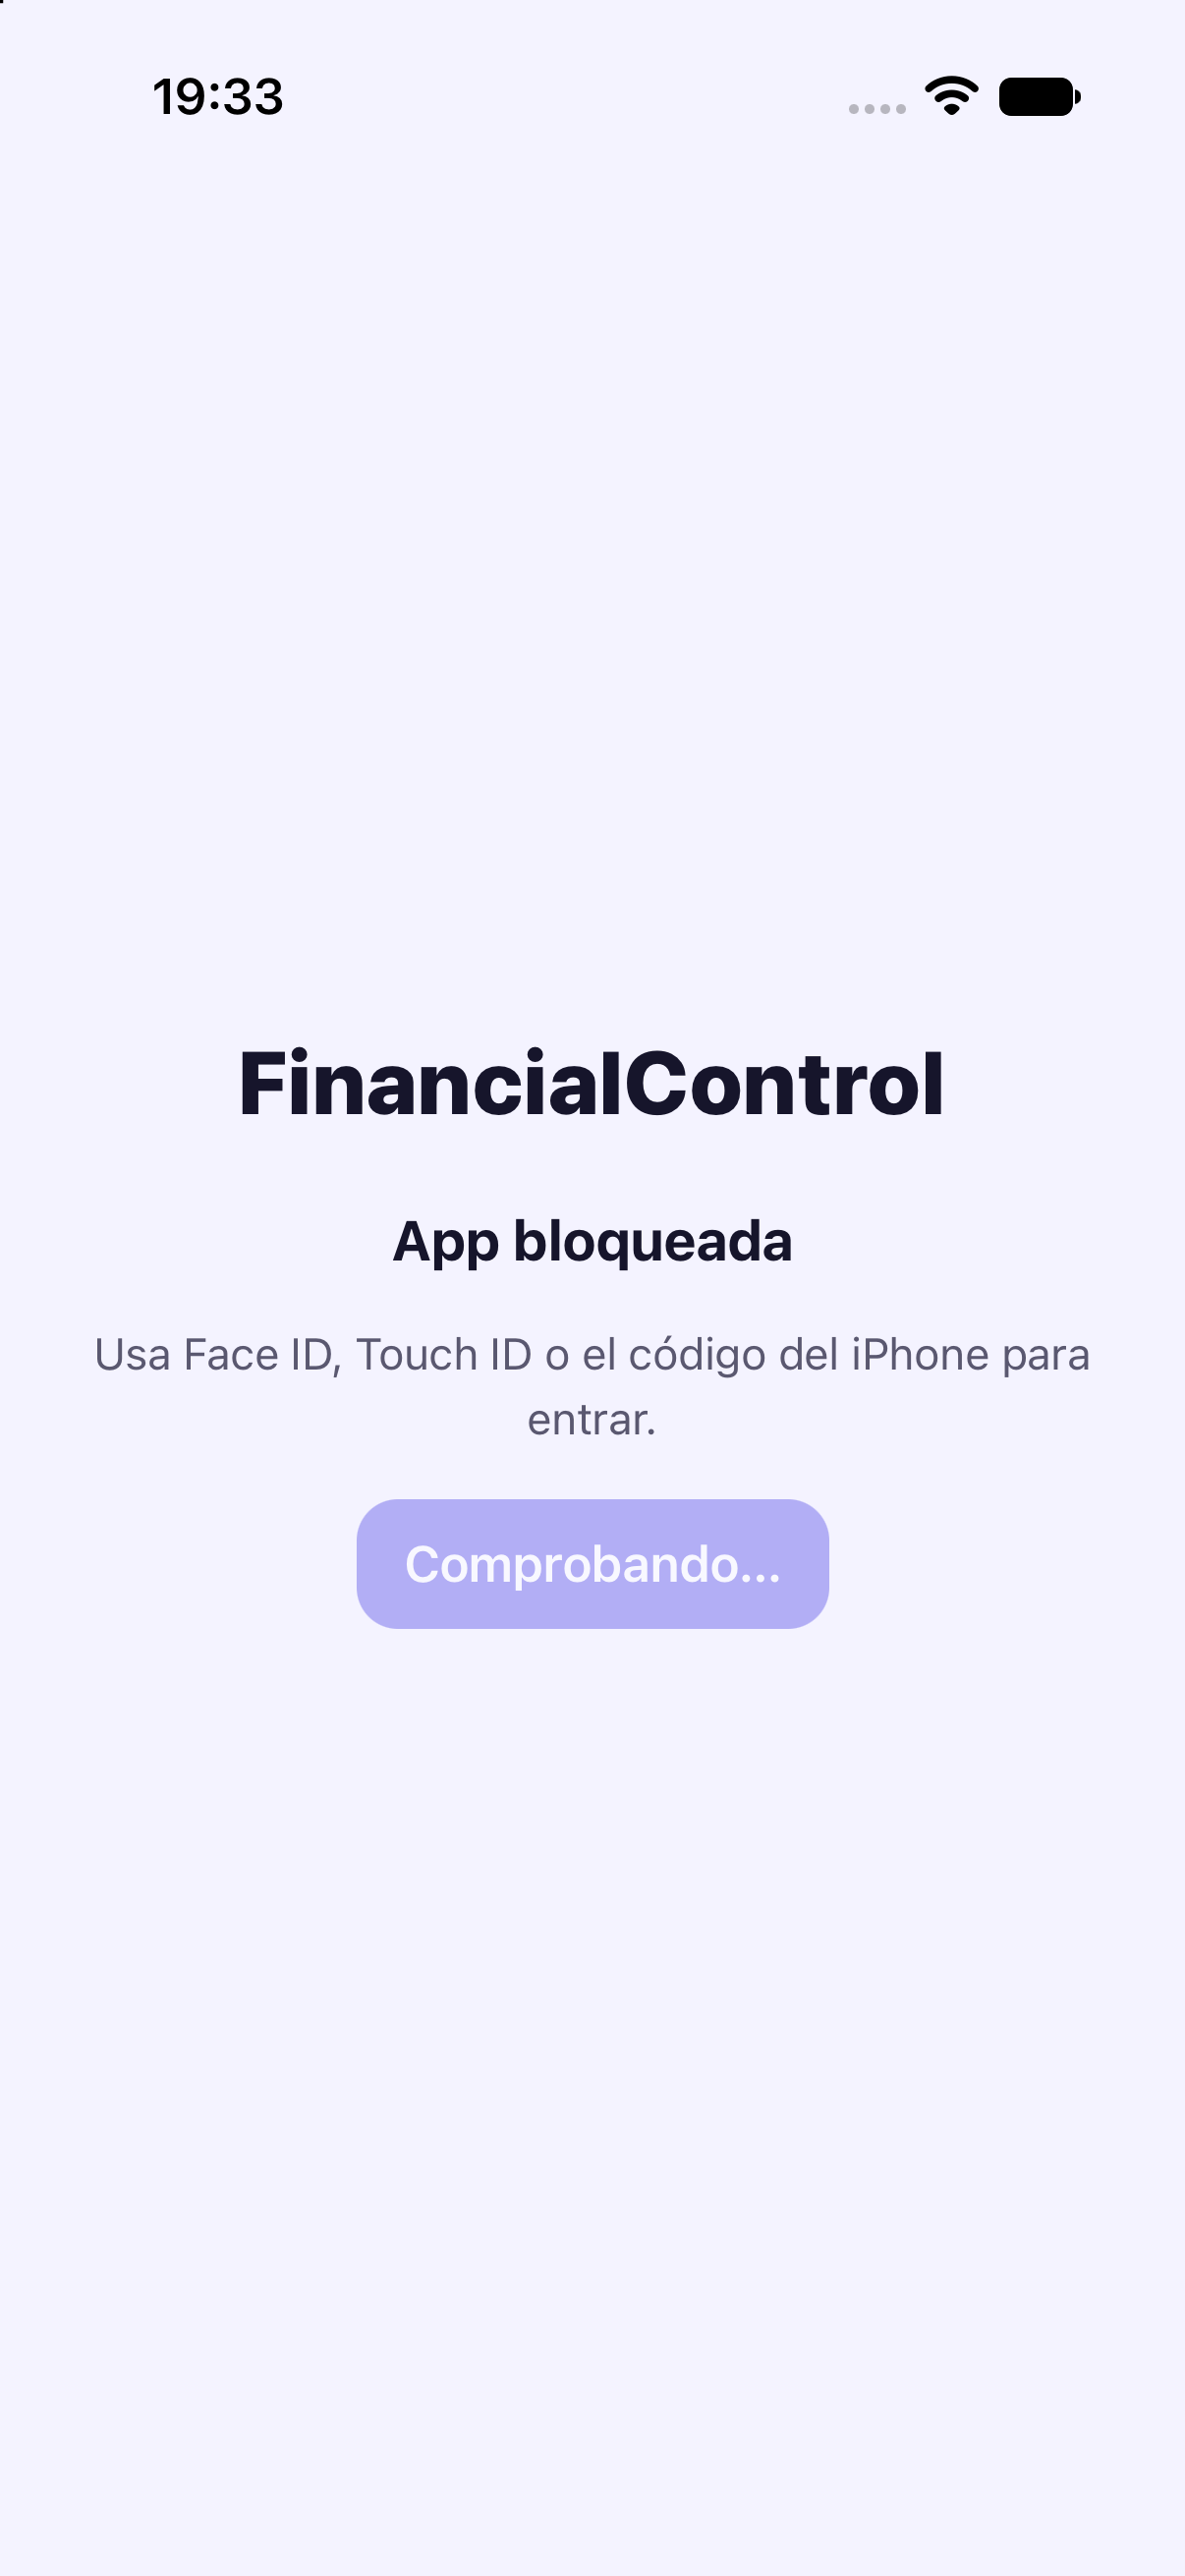 19:33
FinancialControl
App bloqueada
Usa Face ID, Touch ID o el código del iPhone para
entrar.
Comprobando...